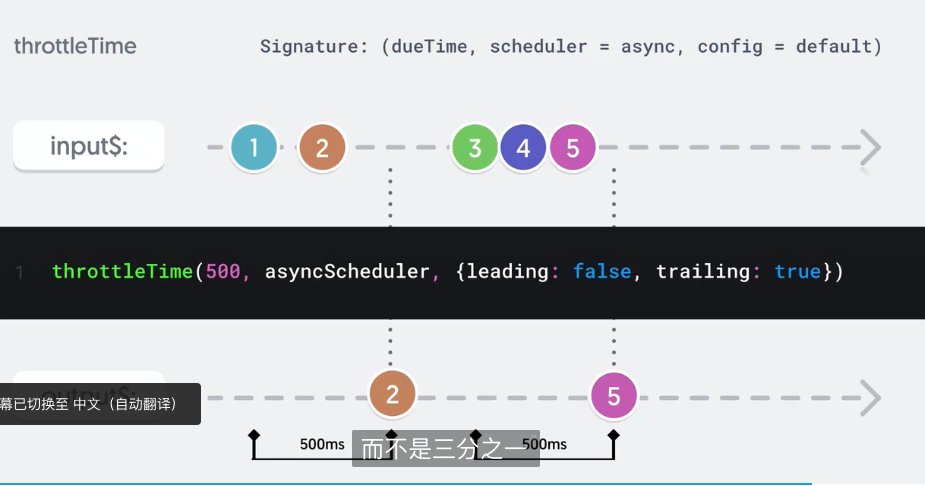 throttleTime
Signature: (dueTime, scheduler = async, config = default)
input$:
1 2 3 4 5
1 throttleTime(500, asyncScheduler, {leading: false, trailing: true})
2 5
幕已切换至 中文（自动翻译）
500ms 500ms
而不是三分之一